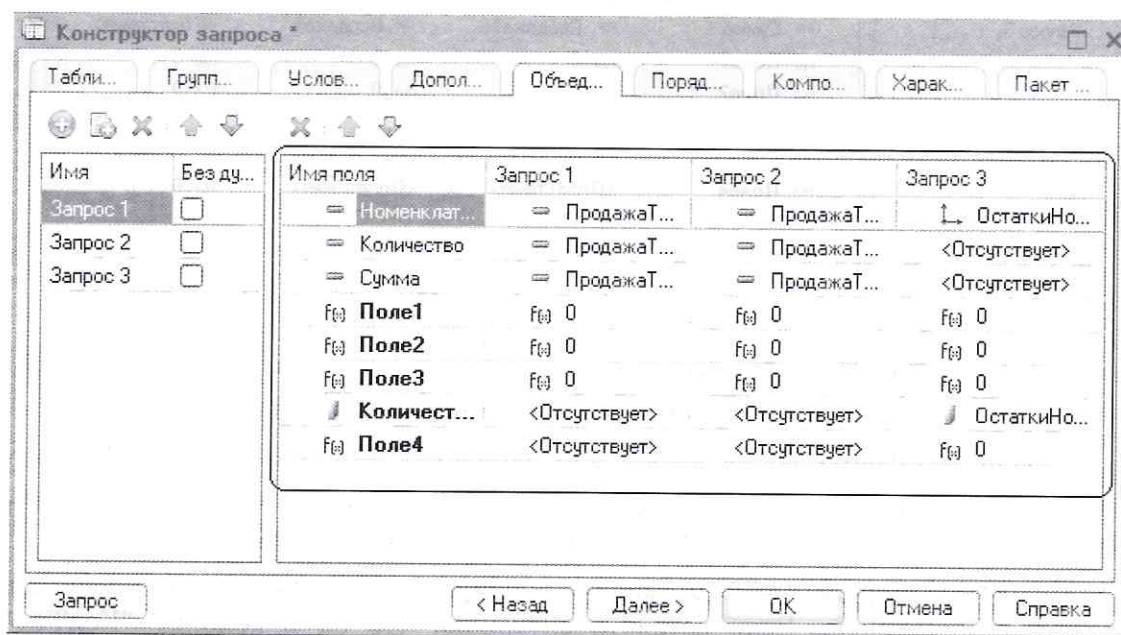 Конструктор запроса *
Табли... Групп... Услов... Допол... Объед... Поряд... Компо... Харак... Пакет ...
Имя Без ду... Имя поля Запрос 1 Запрос 2 Запрос 3
Запрос 1 Номенклат... ПродажаТ... ПродажаТ... ОстаткиНо...
Запрос 2 Количество ПродажаТ... ПродажаТ... <Отсутствует>
Запрос 3 Сумма ПродажаТ... ПродажаТ... <Отсутствует>
f(x) Поле1 f(x) 0 f(x) 0 f(x) 0
f(x) Поле2 f(x) 0 f(x) 0 f(x) 0
f(x) Поле3 f(x) 0 f(x) 0 f(x) 0
Количест... <Отсутствует> <Отсутствует> ОстаткиНо...
f(x) Поле4 <Отсутствует> <Отсутствует> f(x) 0
Запрос < Назад Далее > ОК Отмена Справка